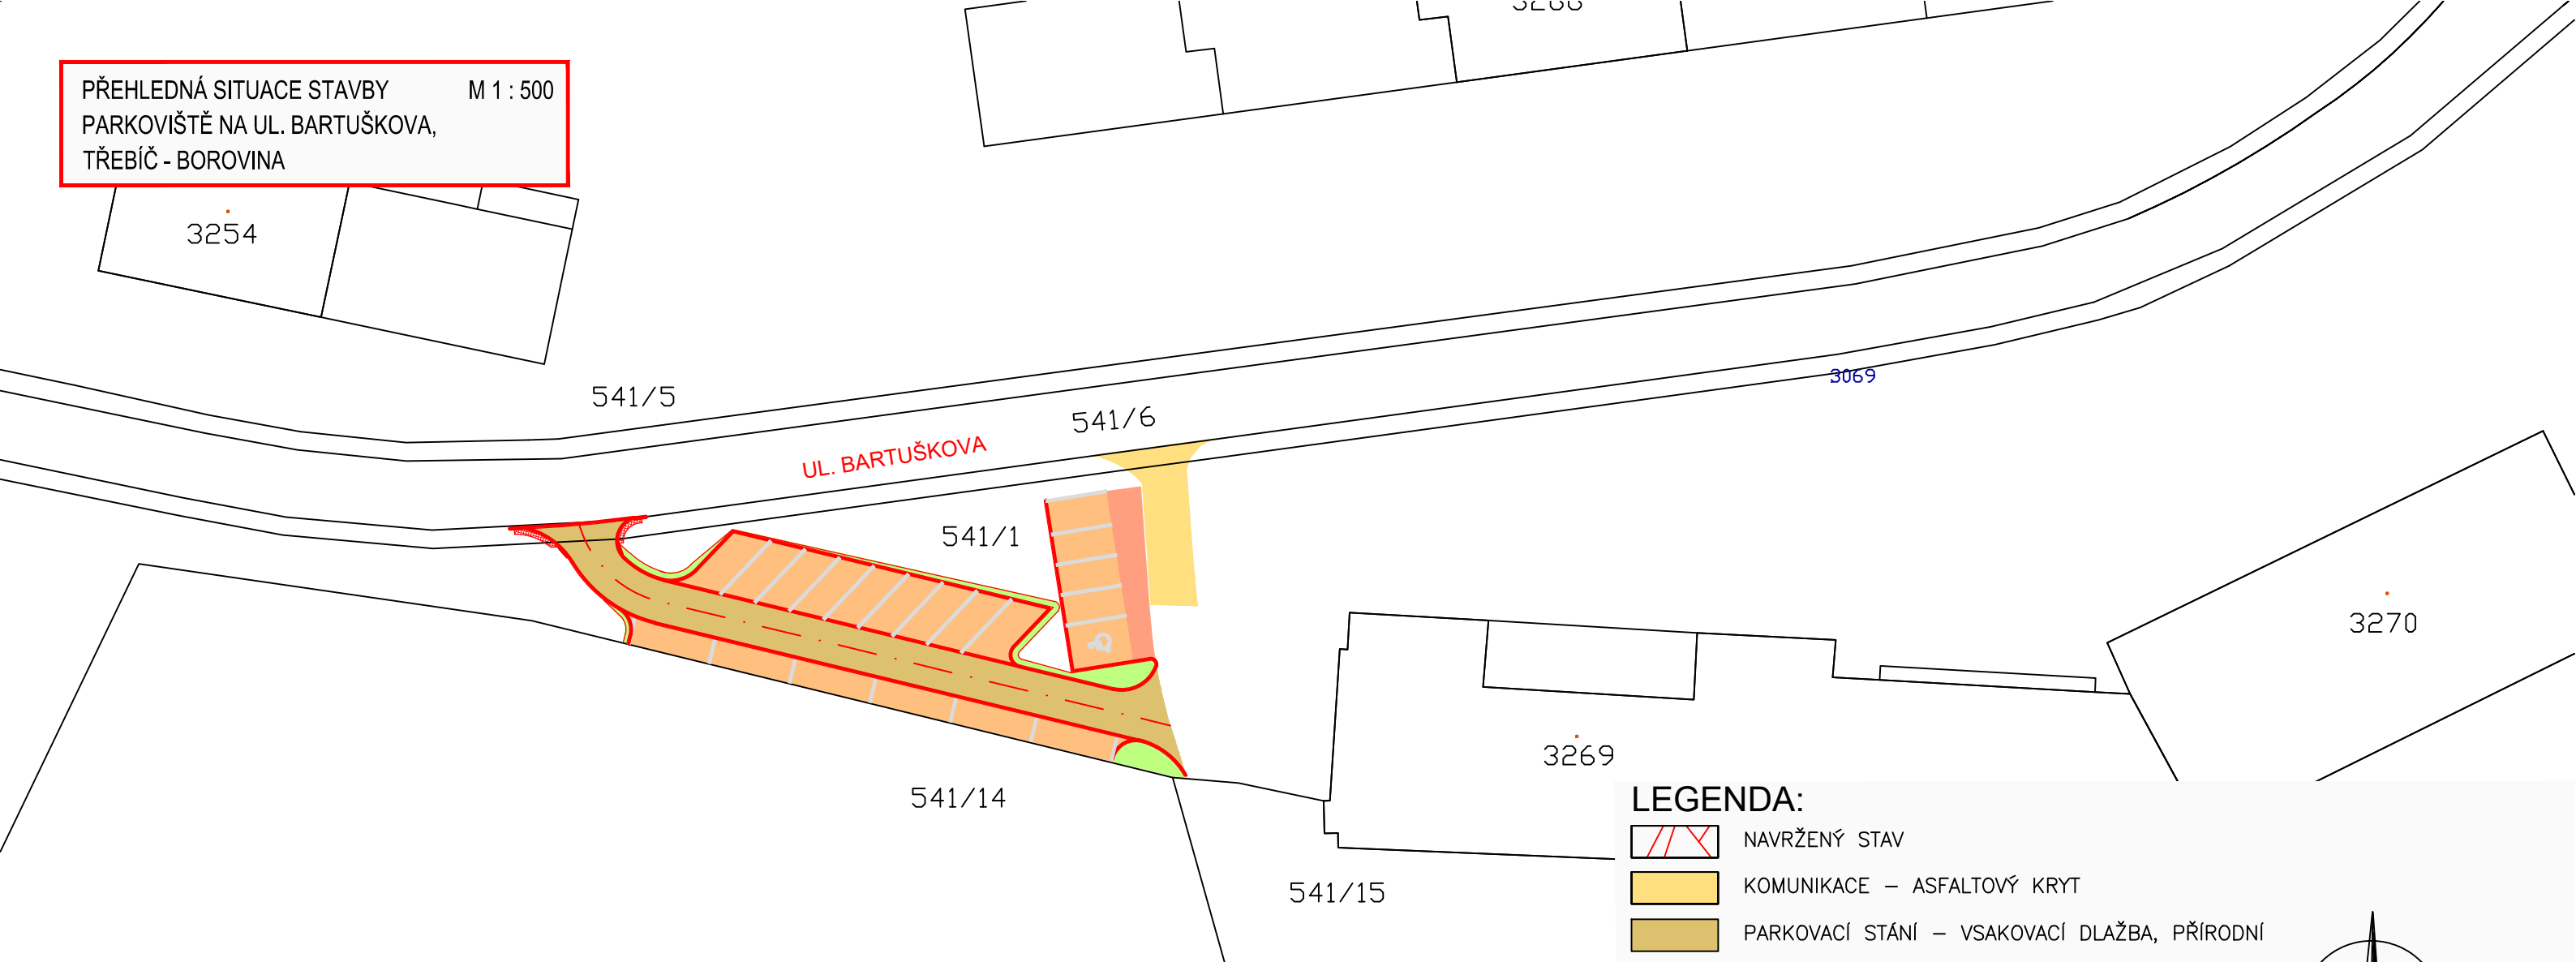 PŘEHLEDNÁ SITUACE STAVBY M 1 : 500
PARKOVIŠTĚ NA UL. BARTUŠKOVA,
TŘEBÍČ - BOROVINA
3254
541/5
541/6
UL. BARTUŠKOVA
3069
541/1
3270
3269
541/14
541/15
LEGENDA:
NAVRŽENÝ STAV
KOMUNIKACE – ASFALTOVÝ KRYT
PARKOVACÍ STÁNÍ – VSAKOVACÍ DLAŽBA, PŘÍRODNÍ